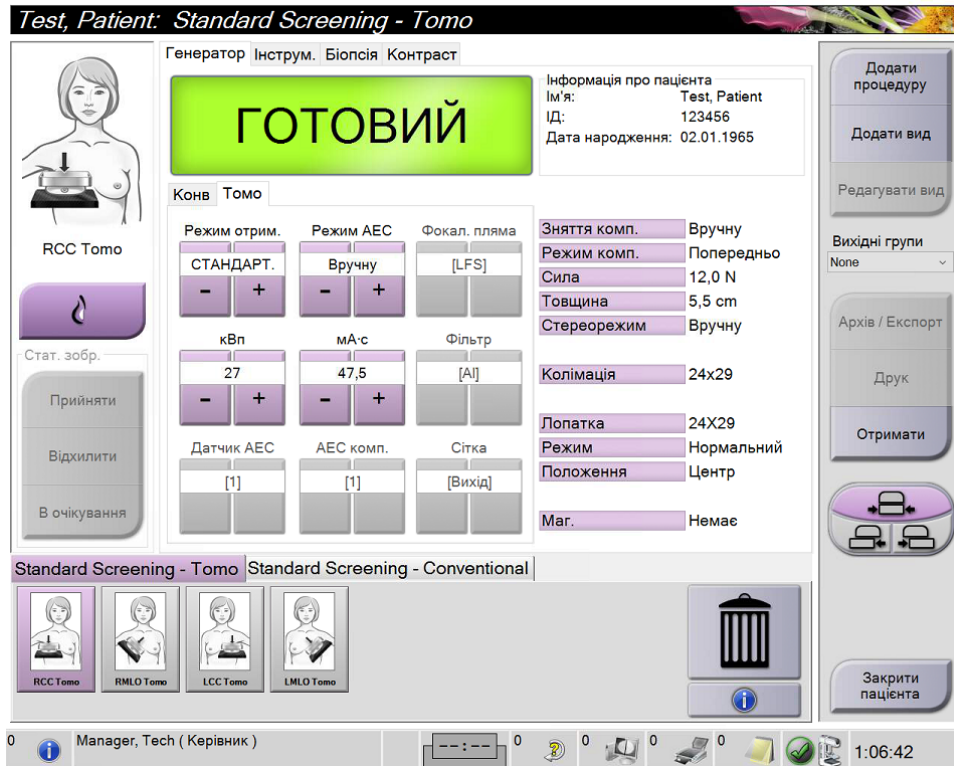 Test, Patient: Standard Screening - Tomo
Генератор Інструм. Біопсія Контраст
ГОТОВИЙ
Інформація про пацієнта
Ім'я: Test, Patient
ІД: 123456
Дата народження: 02.01.1965
RCC Tomo
Стат. зобр.
Прийняти
Відхилити
В очікування
Конв Томо
Режим отрим. Режим АЕС Фокал. пляма
СТАНДАРТ. Вручну [LFS]
- + - +
кВп мА·с Фільтр
27 47,5 [Al]
- + - +
Датчик АЕС АЕС комп. Сітка
[1] [1] [Вихід]
Зняття комп. Вручну
Режим комп. Попередньо
Сила 12,0 N
Товщина 5,5 cm
Стереорежим Вручну
Колімація 24x29
Лопатка 24X29
Режим Нормальний
Положення Центр
Маг. Немає
Додати
процедуру
Додати вид
Редагувати вид
Вихідні групи
None
Архів / Експорт
Друк
Отримати
Закрити
пацієнта
Standard Screening - Tomo Standard Screening - Conventional
RCC Tomo RMLO Tomo LCC Tomo LMLO Tomo
0 Manager, Tech ( Керівник ) --:-- 0 0 0 0 1:06:42